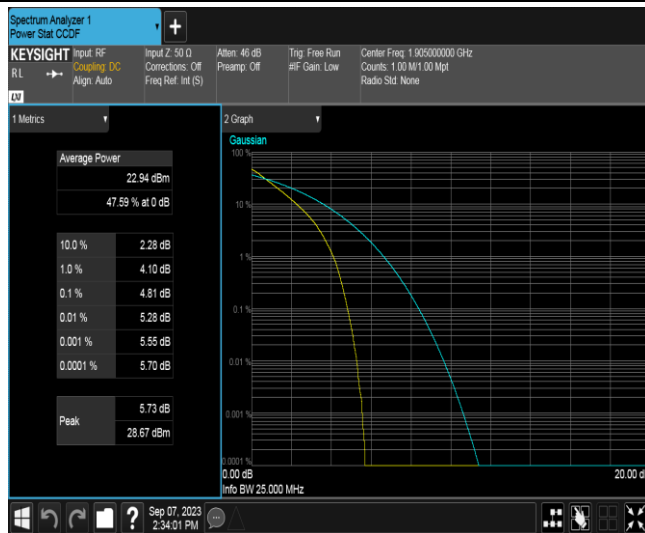 Spectrum Analyzer 1
Power Stat CCDF
+
KEYSIGHT
RL
LXI
Input: RF
Coupling: DC
Align: Auto
Input Z: 50 Ω
Corrections: Off
Freq Ref: Int (S)
Atten: 46 dB
Preamp: Off
Trig: Free Run
#IF Gain: Low
Center Freq: 1.905000000 GHz
Counts: 1.00 M/1.00 Mpt
Radio Std: None
1 Metrics
Average Power
22.94 dBm
47.59 % at 0 dB
10.0 % 2.28 dB
1.0 % 4.10 dB
0.1 % 4.81 dB
0.01 % 5.28 dB
0.001 % 5.55 dB
0.0001 % 5.70 dB
Peak
5.73 dB
28.67 dBm
2 Graph
Gaussian
100 %
10 %
1 %
0.1 %
0.01 %
0.001 %
0.0001 %
0.00 dB
20.00 d
Info BW 25.000 MHz
?
Sep 07, 2023
2:34:01 PM